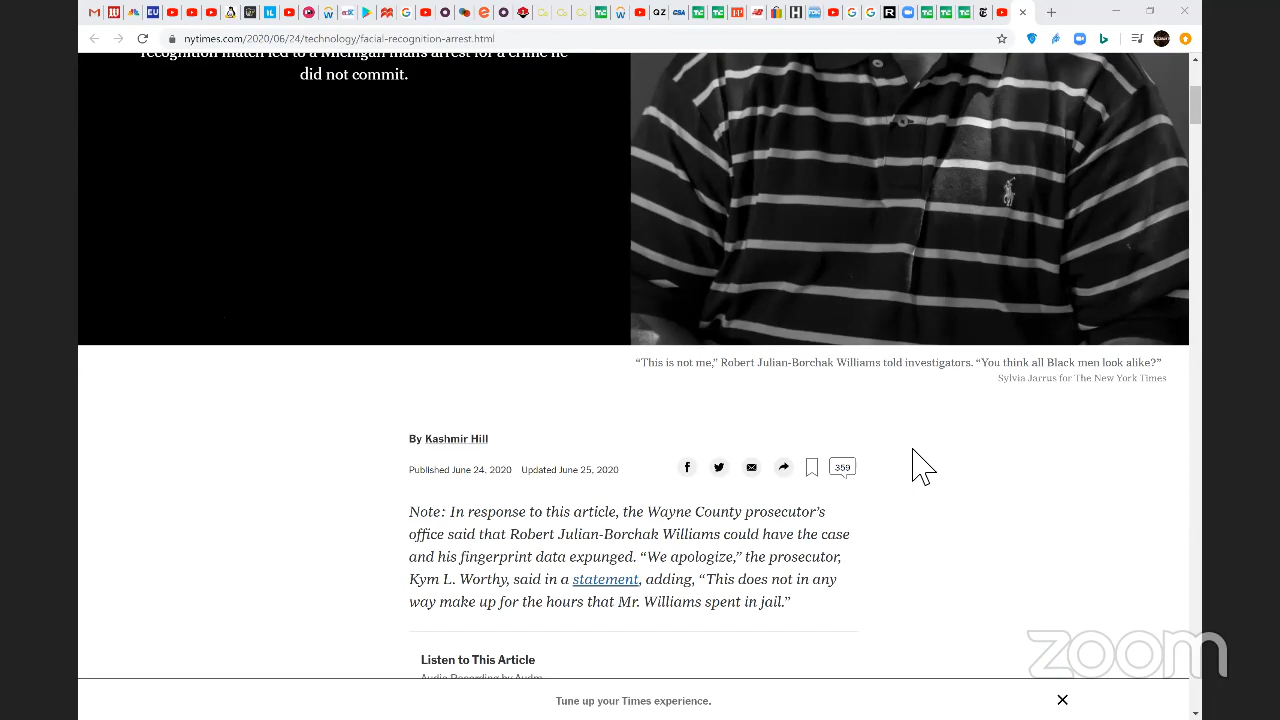 nytimes.com/2020/06/24/technology/facial-recognition-arrest.html
recognition match led to a Michigan man's arrest for a crime he
did not commit.
“This is not me,” Robert Julian-Borchak Williams told investigators. “You think all Black men look alike?”
Sylvia Jarrus for The New York Times
By Kashmir Hill
Published June 24, 2020 Updated June 25, 2020
359
Note: In response to this article, the Wayne County prosecutor’s
office said that Robert Julian-Borchak Williams could have the case
and his fingerprint data expunged. “We apologize,” the prosecutor,
Kym L. Worthy, said in a statement, adding, “This does not in any
way make up for the hours that Mr. Williams spent in jail.”
Listen to This Article
Audio Recording by Audm
Tune up your Times experience.
zoom